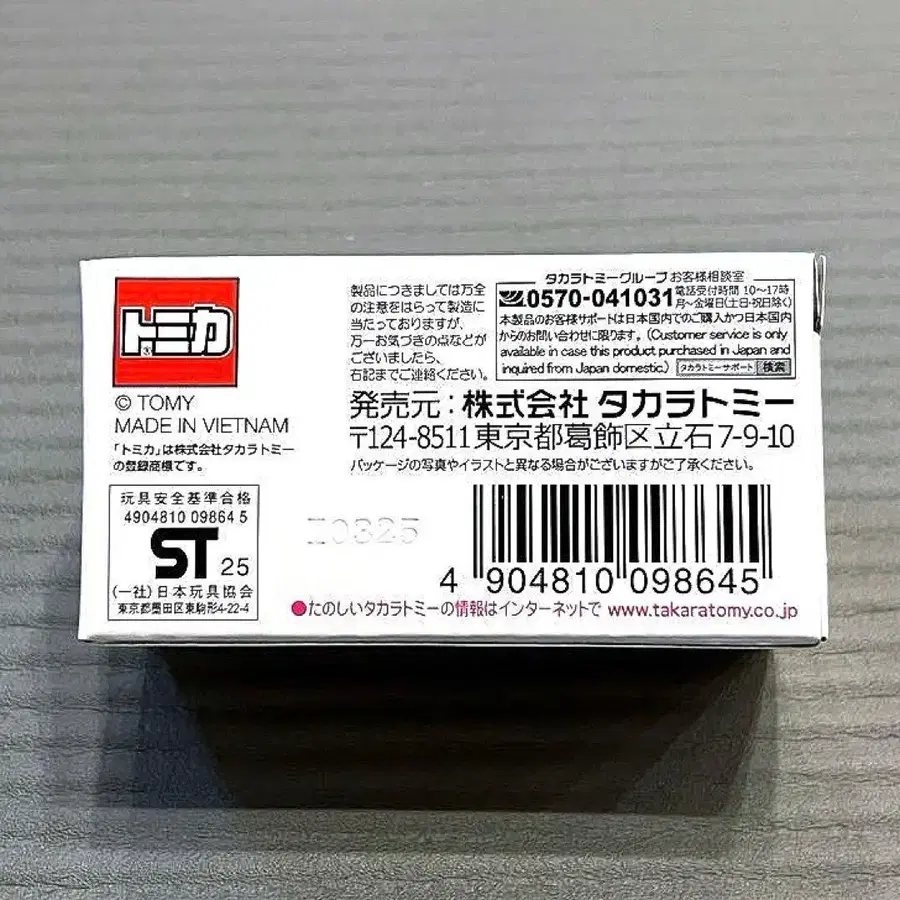 トミカ
®
© TOMY
MADE IN VIETNAM
「トミカ」は株式会社タカラトミー
の登録商標です。
玩具安全基準合格
4904810 09864 5
ST 25
(一社)日本玩具協会
東京都墨田区東駒形4-22-4
製品につきましては万全
の注意をはらって製造に
当たっておりますが、
万一お気づきの点などが
ございましたら、
右記までご連絡ください。
タカラトミーグループお客様相談室
0570-041031
電話受付時間 10〜17時
月〜金曜日(土日・祝日除く)
本製品のお客様サポートは日本国内でのご購入かつ日本国内
からのお問い合わせに限ります。(Customer service is only
available in case this product purchased in Japan and
inquired from Japan domestic.)
タカラトミーサポート 検索
発売元：株式会社 タカラトミー
〒124-8511 東京都葛飾区立石7-9-10
パッケージの写真やイラストと異なる場合がございますがご了承ください。
I0325
4 904810 098645
●たのしいタカラトミーの情報はインターネットで www.takaratomy.co.jp